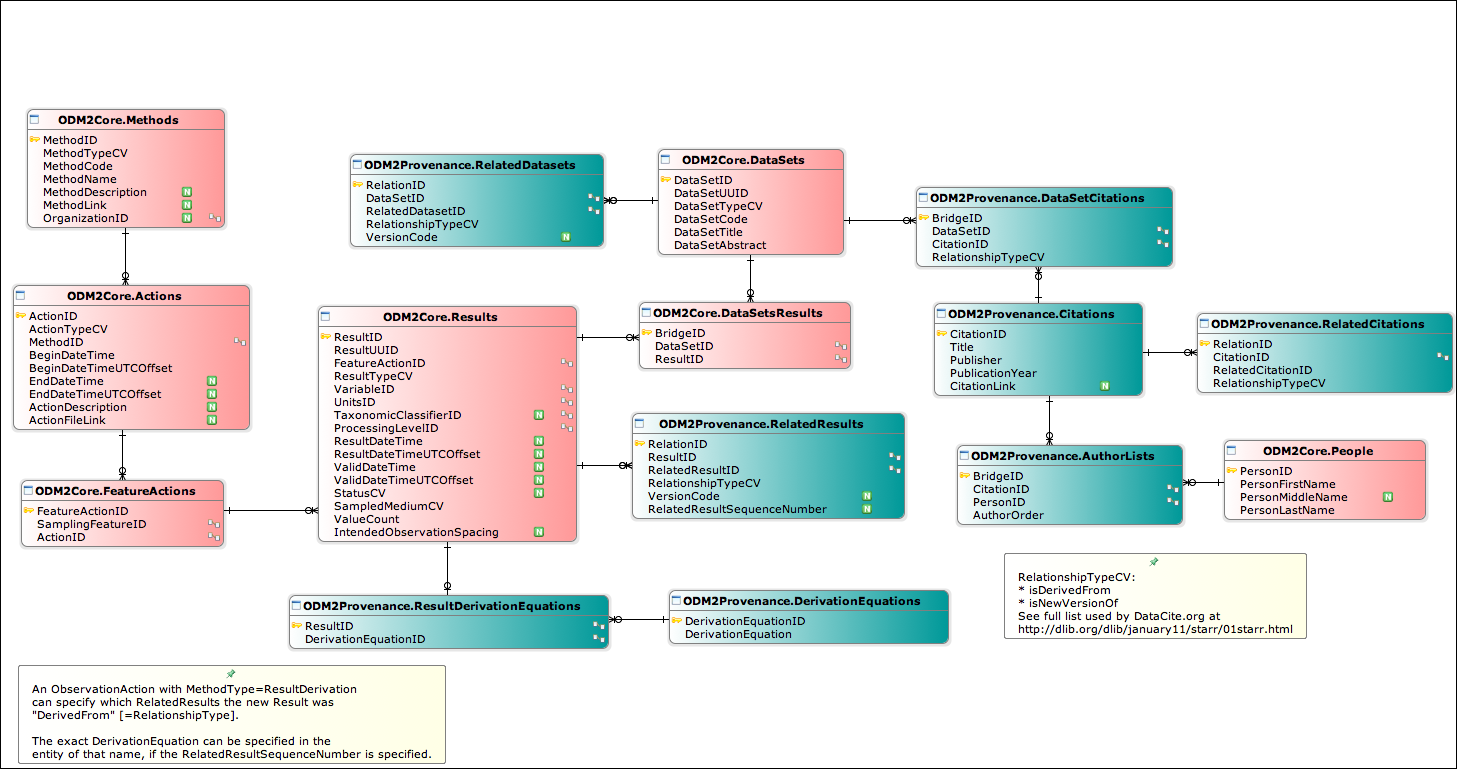 ODM2Core.Methods
MethodID
MethodTypeCV
MethodCode
MethodName
MethodDescription N
MethodLink N
OrganizationID N
ODM2Core.Actions
ActionID
ActionTypeCV
MethodID
BeginDateTime
BeginDateTimeUTCOffset
EndDateTime N
EndDateTimeUTCOffset N
ActionDescription N
ActionFileLink N
ODM2Core.FeatureActions
FeatureActionID
SamplingFeatureID
ActionID
ODM2Provenance.RelatedDatasets
RelationID
DataSetID
RelatedDatasetID
RelationshipTypeCV
VersionCode N
ODM2Core.Results
ResultID
ResultUUID
FeatureActionID
ResultTypeCV
VariableID
UnitsID
TaxonomicClassifierID N
ProcessingLevelID
ResultDateTime N
ResultDateTimeUTCOffset N
ValidDateTime N
ValidDateTimeUTCOffset N
StatusCV N
SampledMediumCV
ValueCount
IntendedObservationSpacing N
ODM2Core.DataSets
DataSetID
DataSetUUID
DataSetTypeCV
DataSetCode
DataSetTitle
DataSetAbstract
ODM2Core.DataSetsResults
BridgeID
DataSetID
ResultID
ODM2Provenance.RelatedResults
RelationID
ResultID
RelatedResultID
RelationshipTypeCV
VersionCode N
RelatedResultSequenceNumber N
ODM2Provenance.DataSetCitations
BridgeID
DataSetID
CitationID
RelationshipTypeCV
ODM2Provenance.Citations
CitationID
Title
Publisher
PublicationYear
CitationLink N
ODM2Provenance.RelatedCitations
RelationID
CitationID
RelatedCitationID
RelationshipTypeCV
ODM2Provenance.AuthorLists
BridgeID
CitationID
PersonID
AuthorOrder
ODM2Core.People
PersonID
PersonFirstName
PersonMiddleName N
PersonLastName
ODM2Provenance.ResultDerivationEquations
ResultID
DerivationEquationID
ODM2Provenance.DerivationEquations
DerivationEquationID
DerivationEquation
RelationshipTypeCV:
* isDerivedFrom
* isNewVersionOf
See full list used by DataCite.org at
http://dlib.org/dlib/january11/starr/01starr.html
An ObservationAction with MethodType=ResultDerivation
can specify which RelatedResults the new Result was
"DerivedFrom" [=RelationshipType].
The exact DerivationEquation can be specified in the
entity of that name, if the RelatedResultSequenceNumber is specified.